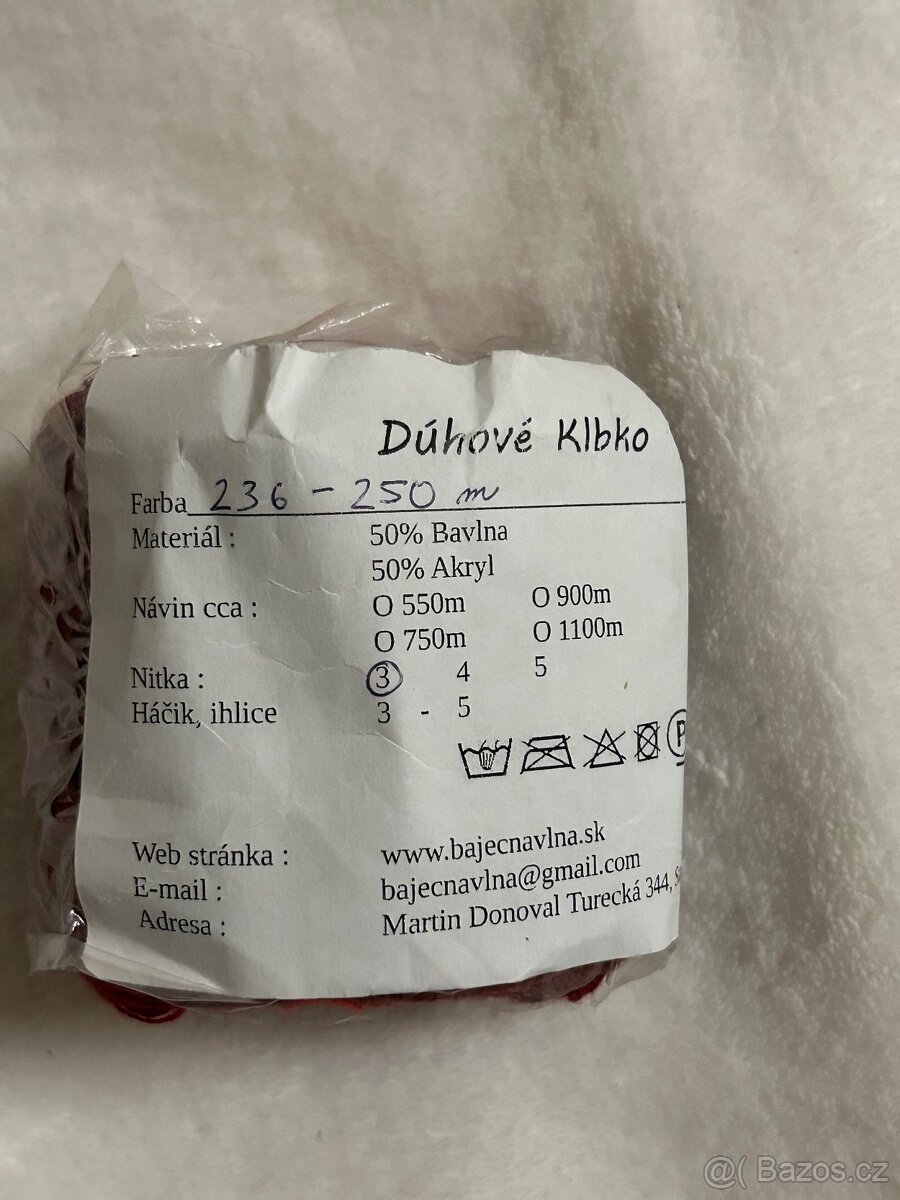 Dúhové Klbko
Farba 236 - 250 m
Materiál : 50% Bavlna
50% Akryl
Návin cca : O 550m O 900m
O 750m O 1100m
Nitka : 3 4 5
Háčik, ihlice 3 - 5
P
Web stránka : www.bajecnavlna.sk
E-mail : bajecnavlna@gmail.com
Adresa : Martin Donoval Turecká 344,
@( Bazos.cz